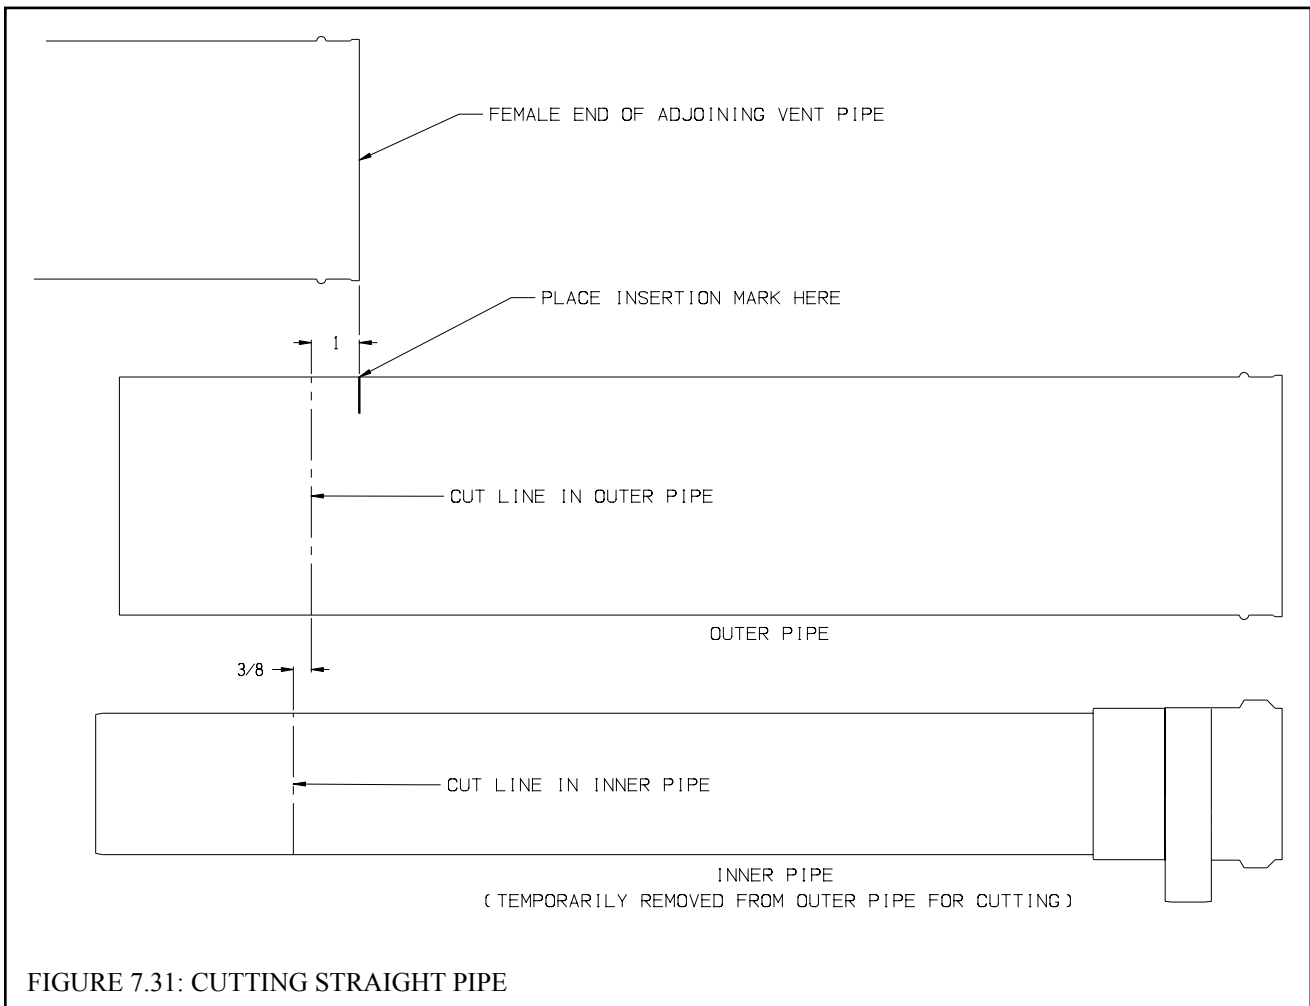 FEMALE END OF ADJOINING VENT PIPE
PLACE INSERTION MARK HERE
1
CUT LINE IN OUTER PIPE
OUTER PIPE
3/8
CUT LINE IN INNER PIPE
INNER PIPE
(TEMPORARILY REMOVED FROM OUTER PIPE FOR CUTTING)
FIGURE 7.31: CUTTING STRAIGHT PIPE